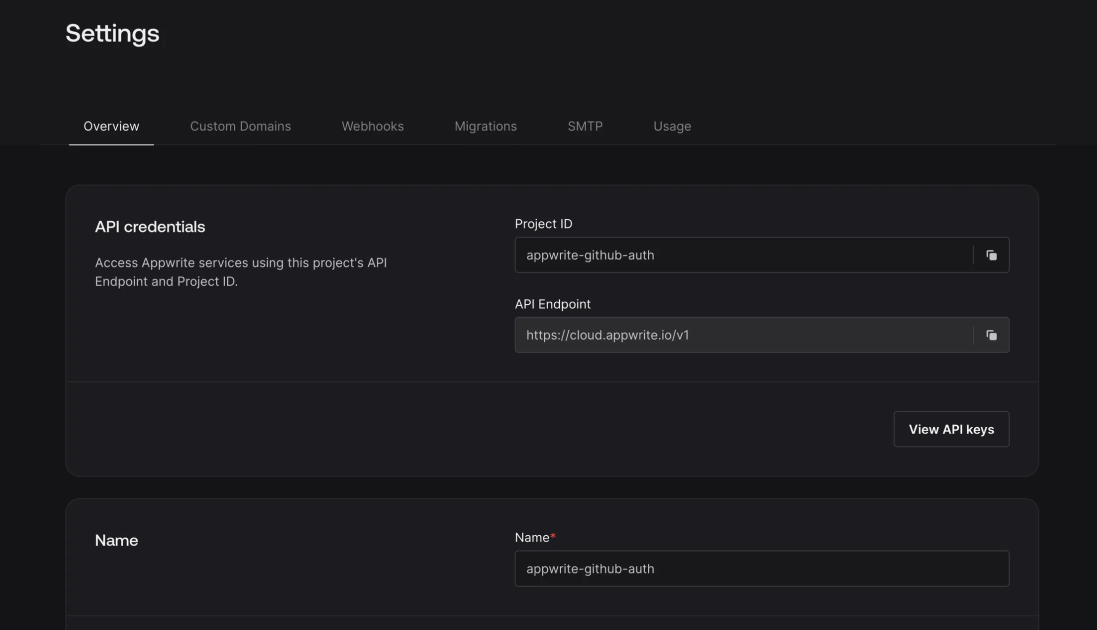 Settings
Overview Custom Domains Webhooks Migrations SMTP Usage
API credentials
Access Appwrite services using this project's API
Endpoint and Project ID.
Project ID
appwrite-github-auth
API Endpoint
https://cloud.appwrite.io/v1
View API keys
Name
Name*
appwrite-github-auth